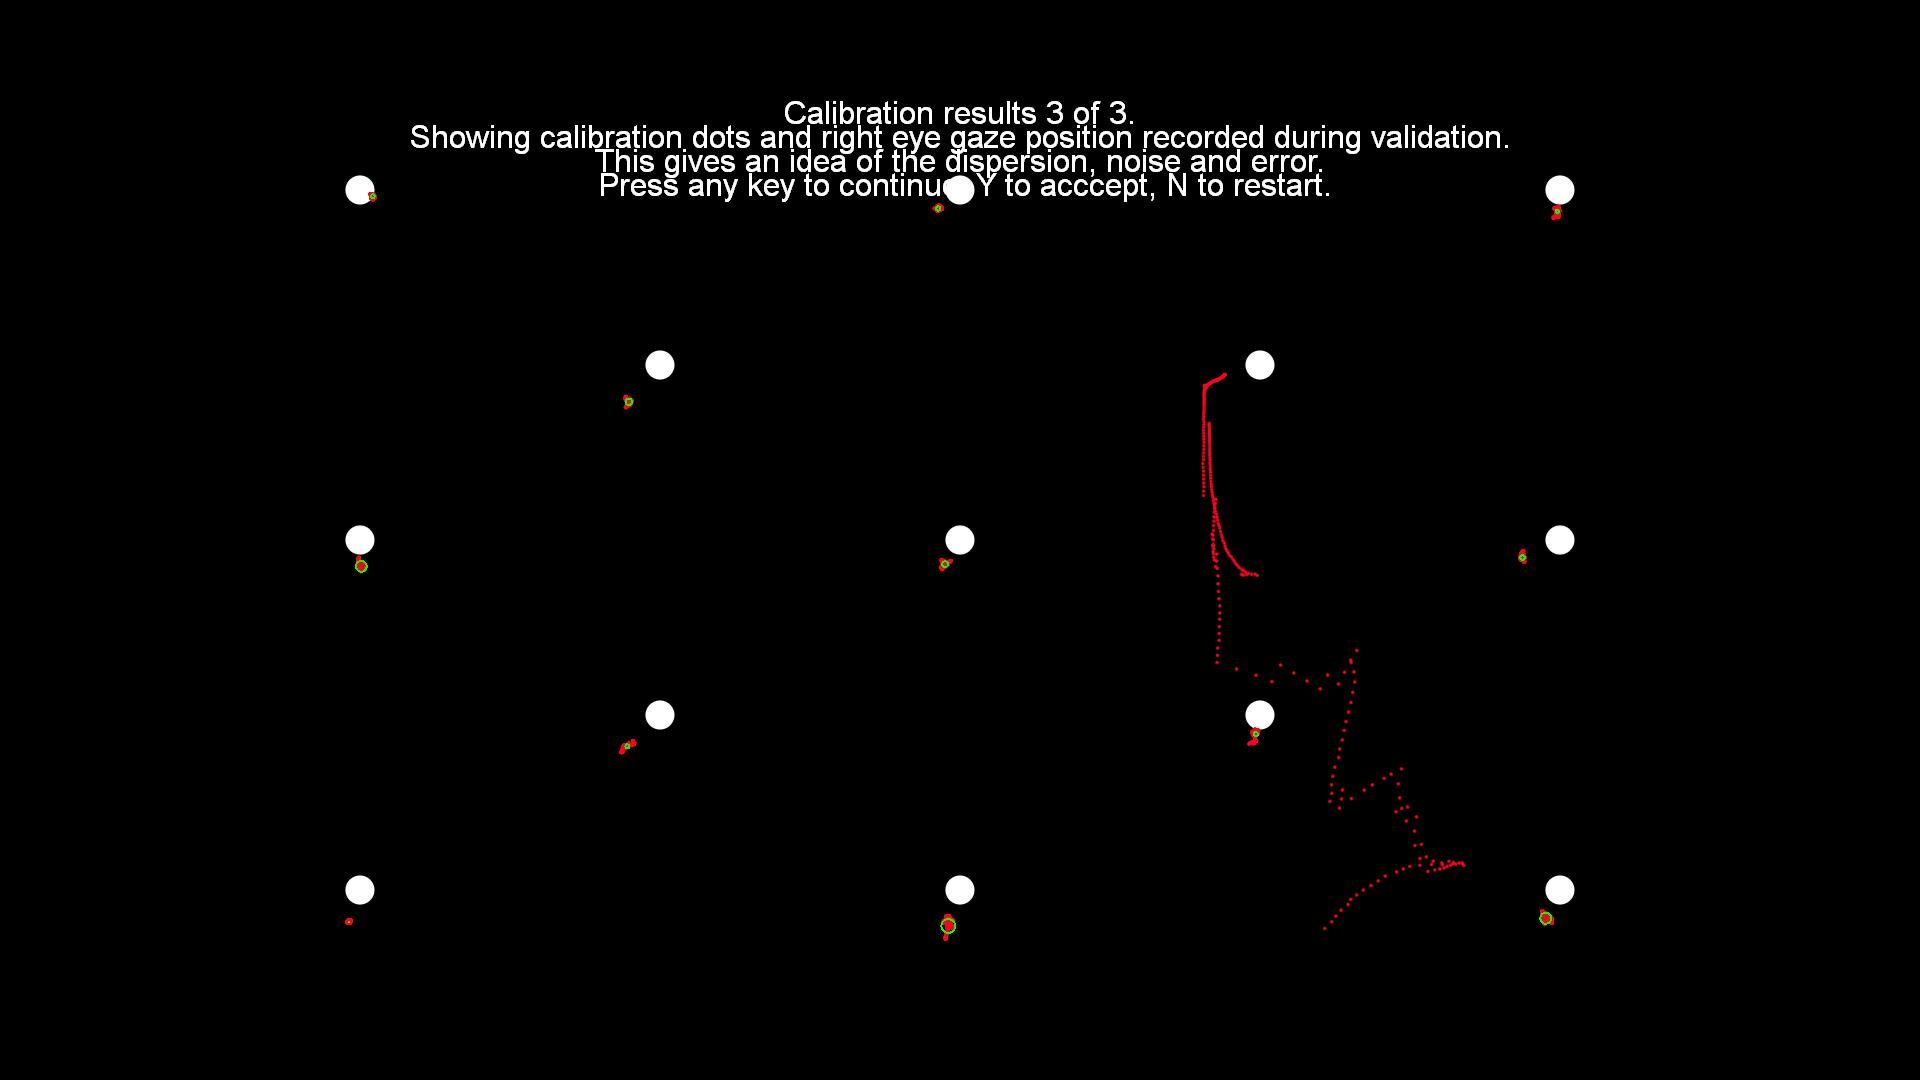 Calibration results 3 of 3.
Showing calibration dots and right eye gaze position recorded during validation.
This gives an idea of the dispersion, noise and error.
Press any key to continue Y to acccept, N to restart.